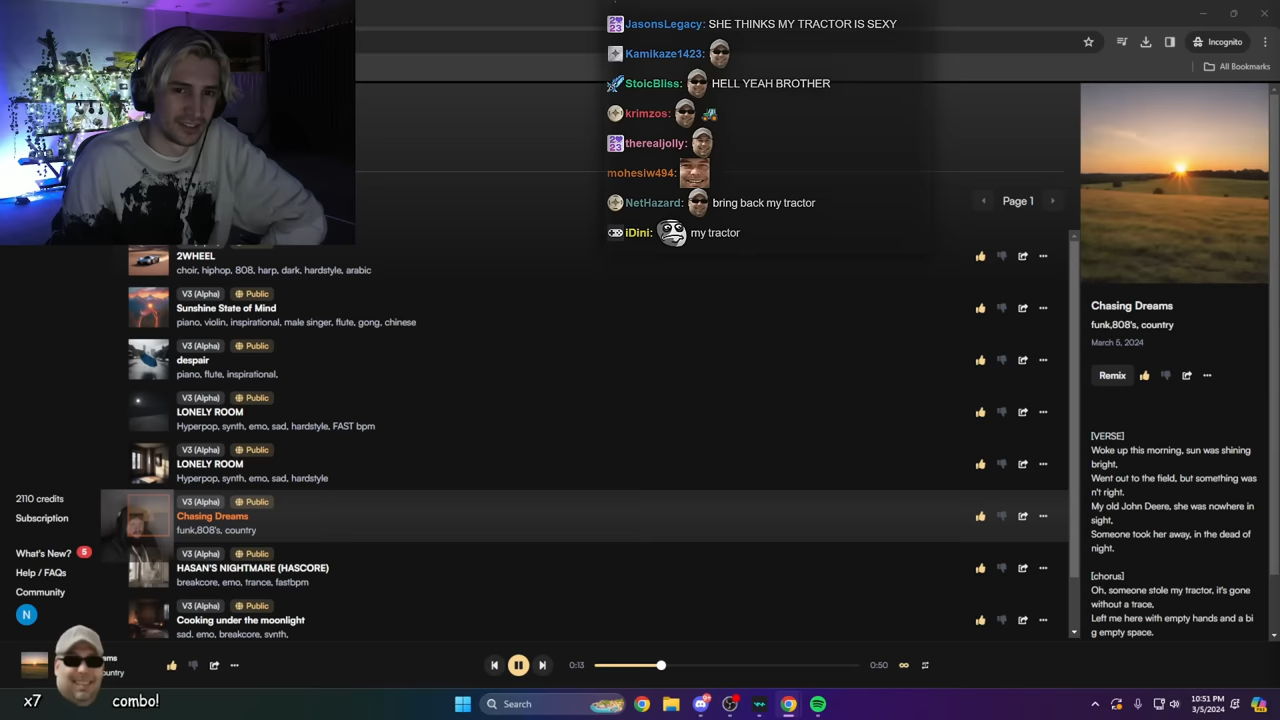 JasonsLegacy: SHE THINKS MY TRACTOR IS SEXY
Kamikaze1423:
StoicBliss: HELL YEAH BROTHER
krimzos:
therealjolly:
mohesiw494:
NetHazard: bring back my tractor
iDini: my tractor
Incognito
All Bookmarks
Page 1
2WHEEL
choir, hiphop, 808, harp, dark, hardstyle, arabic
V3 (Alpha) Public
Sunshine State of Mind
piano, violin, inspirational, male singer, flute, gong, chinese
V3 (Alpha) Public
despair
piano, flute, inspirational,
V3 (Alpha) Public
LONELY ROOM
Hyperpop, synth, emo, sad, hardstyle, FAST bpm
V3 (Alpha) Public
LONELY ROOM
Hyperpop, synth, emo, sad, hardstyle
V3 (Alpha) Public
Chasing Dreams
funk,808's, country
V3 (Alpha) Public
HASAN'S NIGHTMARE (HASCORE)
breakcore, emo, trance, fastbpm
V3 (Alpha) Public
Cooking under the moonlight
sad, emo, breakcore, synth,
2110 credits
Subscription
What's New? 5
Help / FAQs
Community
N
Chasing Dreams
funk,808's, country
March 5, 2024
Remix
[VERSE]
Woke up this morning, sun was shining
bright,
Went out to the field, but something was
n't right.
My old John Deere, she was nowhere in
sight,
Someone took her away, in the dead of
night.
[chorus]
Oh, someone stole my tractor, it's gone
without a trace,
Left me here with empty hands and a bi
g empty space.
ams
ountry
0:13
0:50
x7 combo!
Search
10:51 PM
3/5/2024